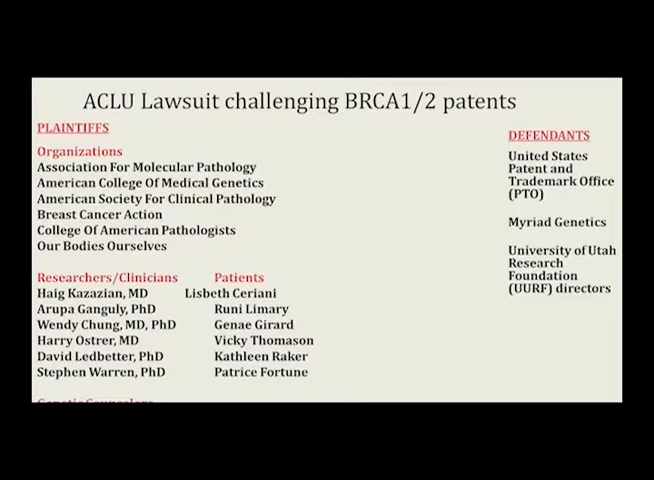 ACLU Lawsuit challenging BRCA1/2 patents
PLAINTIFFS
Organizations
Association For Molecular Pathology
American College Of Medical Genetics
American Society For Clinical Pathology
Breast Cancer Action
College Of American Pathologists
Our Bodies Ourselves
Researchers/Clinicians Patients
Haig Kazazian, MD Lisbeth Ceriani
Arupa Ganguly, PhD Runi Limary
Wendy Chung, MD, PhD Genae Girard
Harry Ostrer, MD Vicky Thomason
David Ledbetter, PhD Kathleen Raker
Stephen Warren, PhD Patrice Fortune
Genetic Counselors
DEFENDANTS
United States
Patent and
Trademark Office
(PTO)
Myriad Genetics
University of Utah
Research
Foundation
(UURF) directors